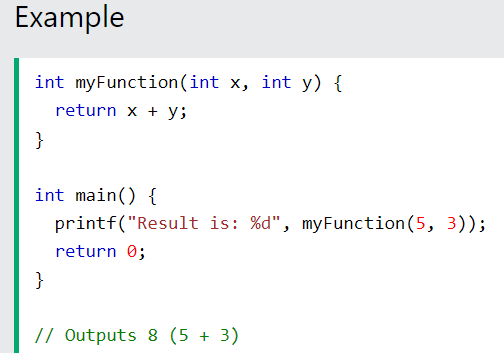 Example
int myFunction(int x, int y) {
  return x + y;
}

int main() {
  printf("Result is: %d", myFunction(5, 3));
  return 0;
}

// Outputs 8 (5 + 3)